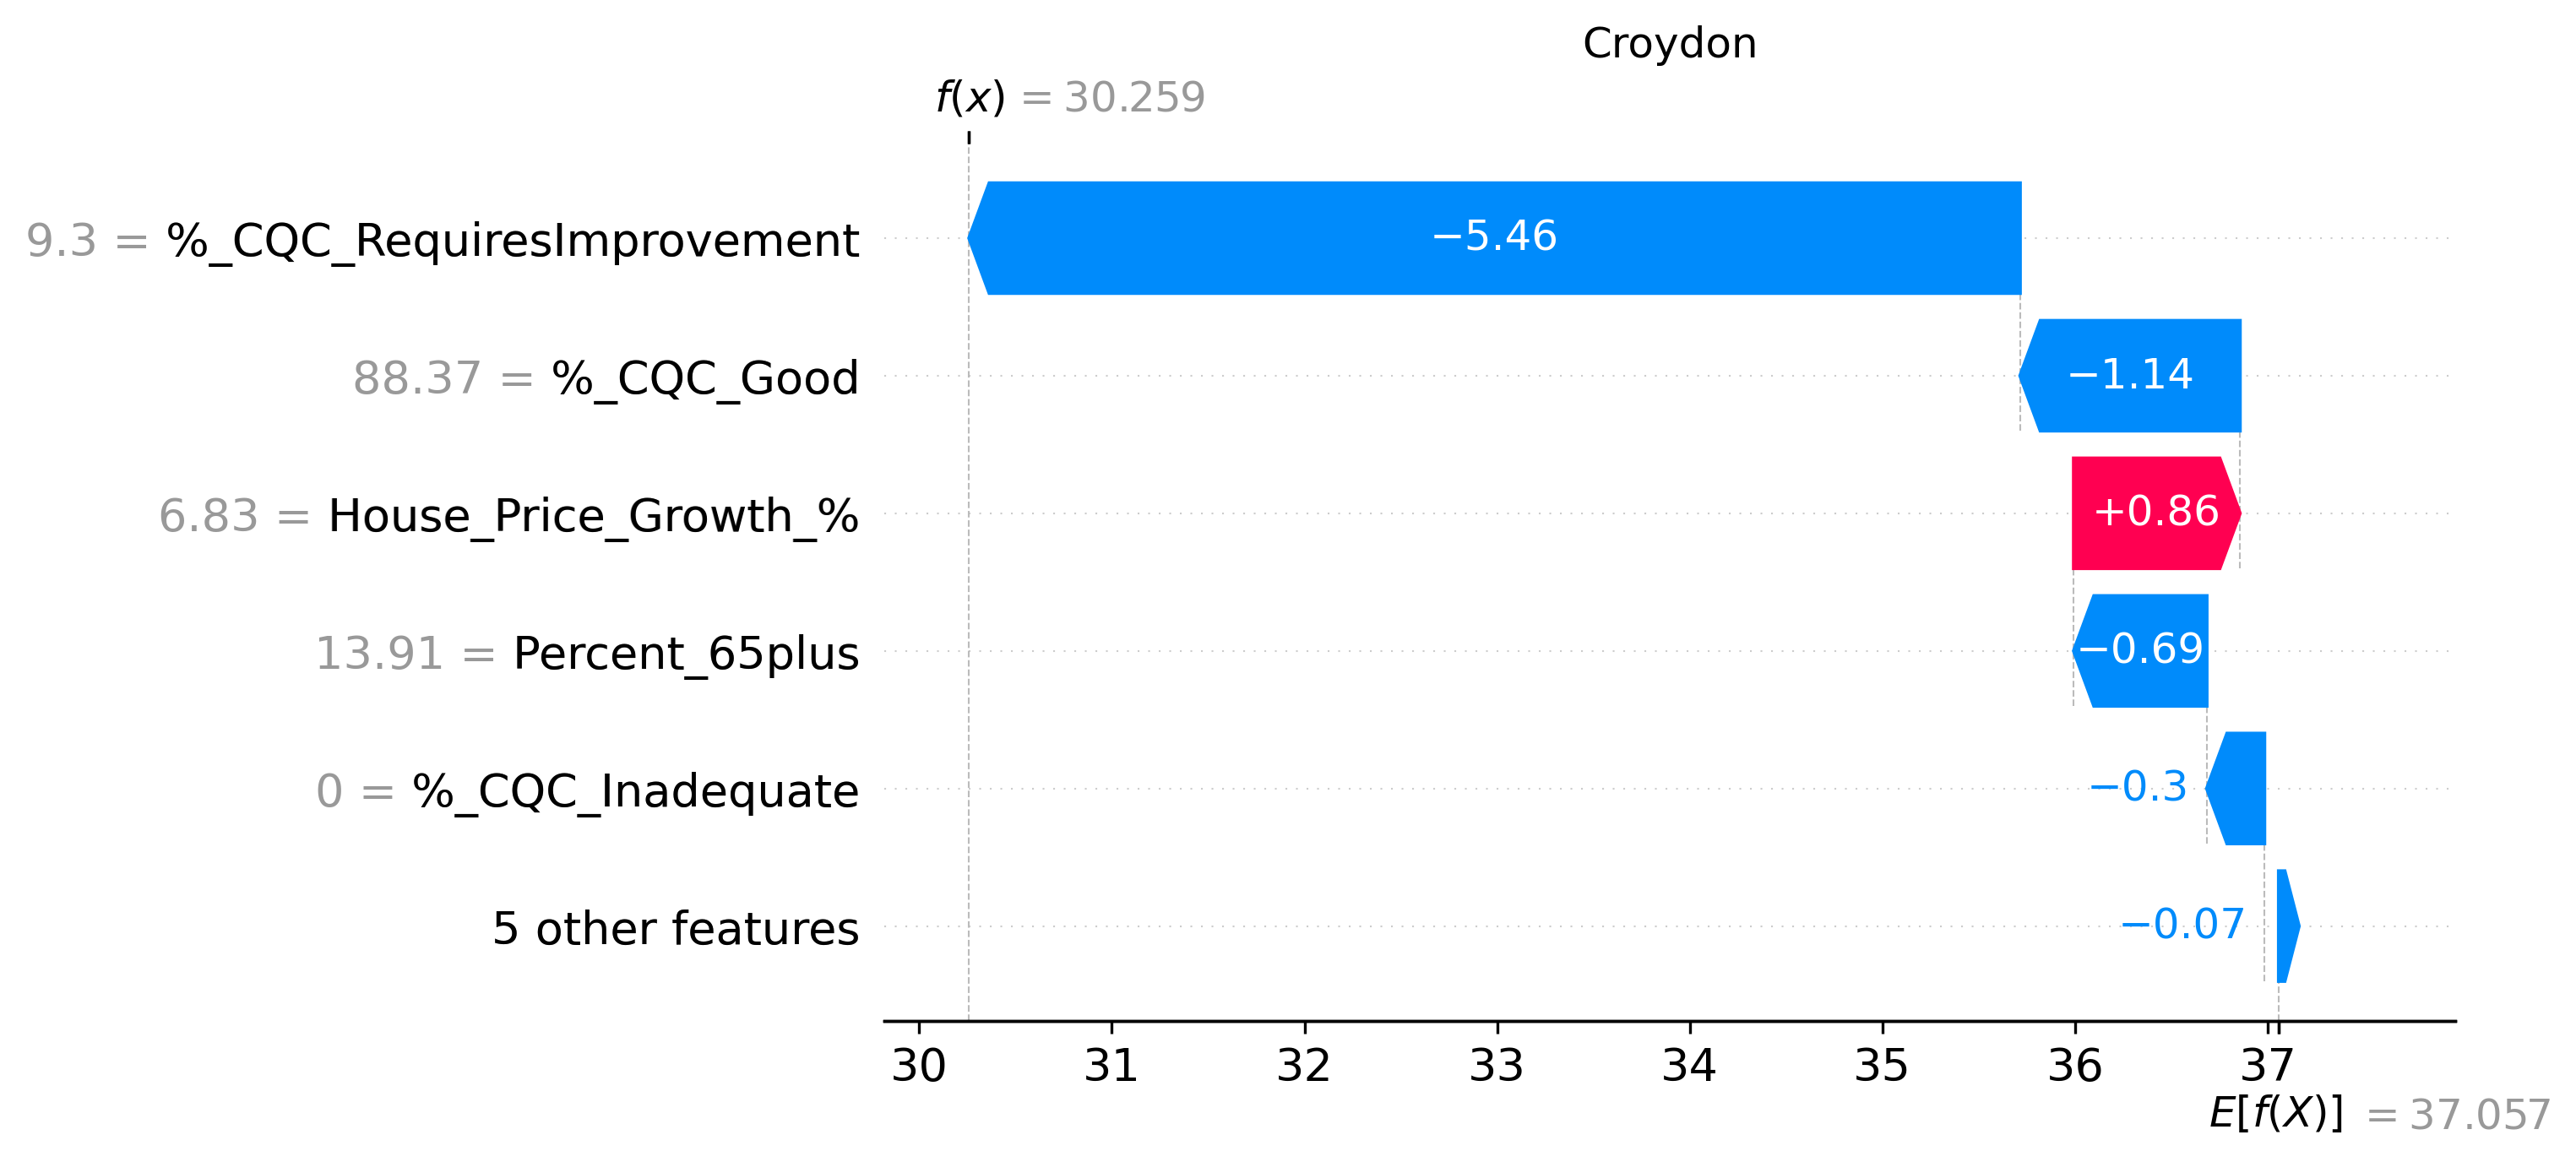 Croydon
f(x) = 30.259
9.3 = %_CQC_RequiresImprovement
−5.46
88.37 = %_CQC_Good
−1.14
6.83 = House_Price_Growth_%
+0.86
13.91 = Percent_65plus
−0.69
0 = %_CQC_Inadequate
−0.3
5 other features
−0.07
30 31 32 33 34 35 36 37
E[f(X)] = 37.057